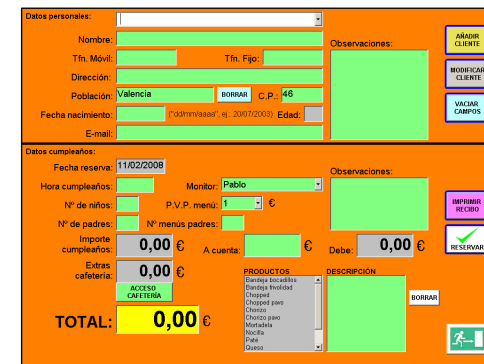 Datos personales:
Nombre:
Tfn. Móvil:
Tfn. Fijo:
Dirección:
Población: Valencia
BORRAR
C.P.: 46
Fecha nacimiento:
("dd/mm/aaaa", ej.: 20/07/2003)
Edad:
E-mail:
Observaciones:
AÑADIR
CLIENTE
MODIFICAR
CLIENTE
VACIAR
CAMPOS
Datos cumpleaños:
Fecha reserva: 11/02/2008
Hora cumpleaños:
Monitor: Pablo
Nº de niños:
P.V.P. menú: 1 €
Nº de padres:
Nº menús padres:
Observaciones:
Importe
cumpleaños: 0,00 €
A cuenta: €
Debe: 0,00 €
Extras
cafetería: 0,00 €
ACCESO
CAFETERÍA
TOTAL: 0,00 €
PRODUCTOS
Bandeja bocadillos
Bandeja frivolidad
Chopped
Chopped pavo
Chorizo
Chorizo pavo
Mortadela
Nocilla
Paté
Queso
DESCRIPCIÓN
BORRAR
IMPRIMIR
RECIBO
RESERVAR